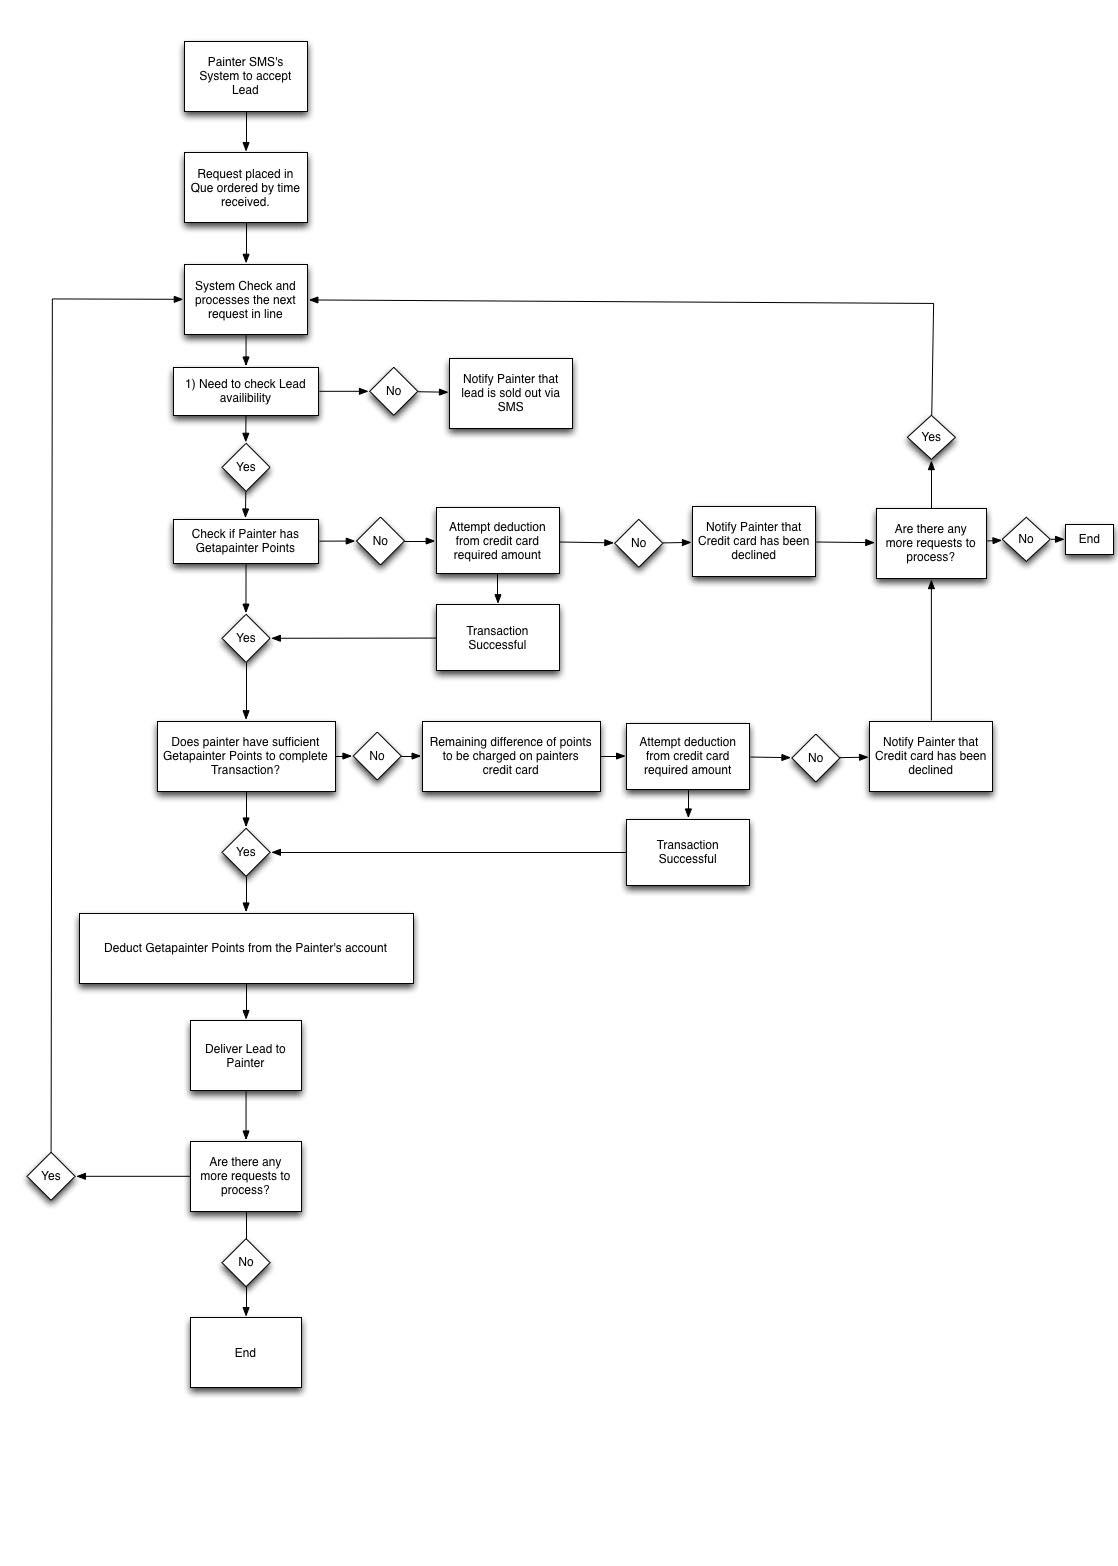 Painter SMS's
System to accept
Lead
Request placed in
Que ordered by time
received.
System Check and
processes the next
request in line
1) Need to check Lead
availibility
No
Notify Painter that
lead is sold out via
SMS
Yes
Yes
Check if Painter has
Getapainter Points
No
Attempt deduction
from credit card
required amount
No
Notify Painter that
Credit card has been
declined
Are there any
more requests to
process?
No
End
Yes
Transaction
Successful
Does painter have sufficient
Getapainter Points to complete
Transaction?
No
Remaining difference of points
to be charged on painters
credit card
Attempt deduction
from credit card
required amount
No
Notify Painter that
Credit card has been
declined
Yes
Transaction
Successful
Deduct Getapainter Points from the Painter's account
Deliver Lead to
Painter
Are there any
more requests to
process?
Yes
No
End